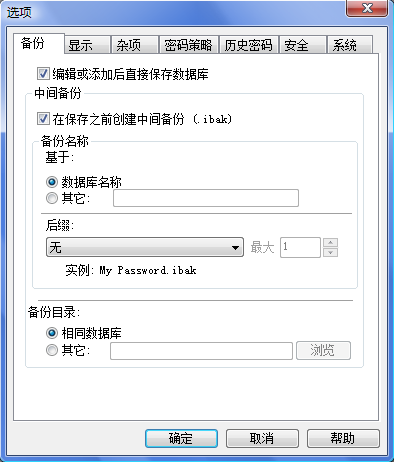 选项
备份 显示 杂项 密码策略 历史密码 安全 系统
编辑或添加后直接保存数据库
中间备份
在保存之前创建中间备份 (.ibak)
备份名称
基于:
数据库名称
其它:
后缀:
无 最大 1
实例: My Password.ibak
备份目录:
相同数据库
其它: 浏览
确定 取消 帮助